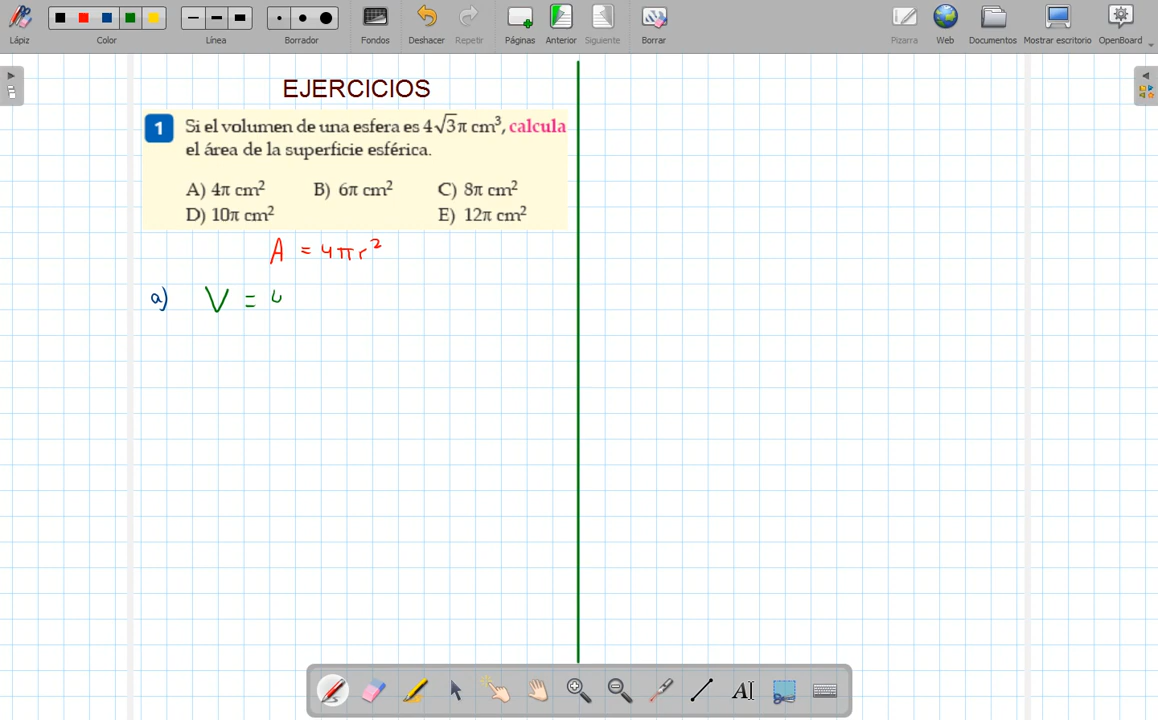 Lápiz
Color
Línea
Borrador
Fondos
Deshacer
Repetir
Páginas
Anterior
Siguiente
Borrar
Pizarra
Web
Documentos
Mostrar escritorio
OpenBoard
EJERCICIOS
1 Si el volumen de una esfera es 4√3π cm³, calcula
el área de la superficie esférica.
A) 4π cm² B) 6π cm² C) 8π cm²
D) 10π cm² E) 12π cm²
A = 4πr²
a) V = 4